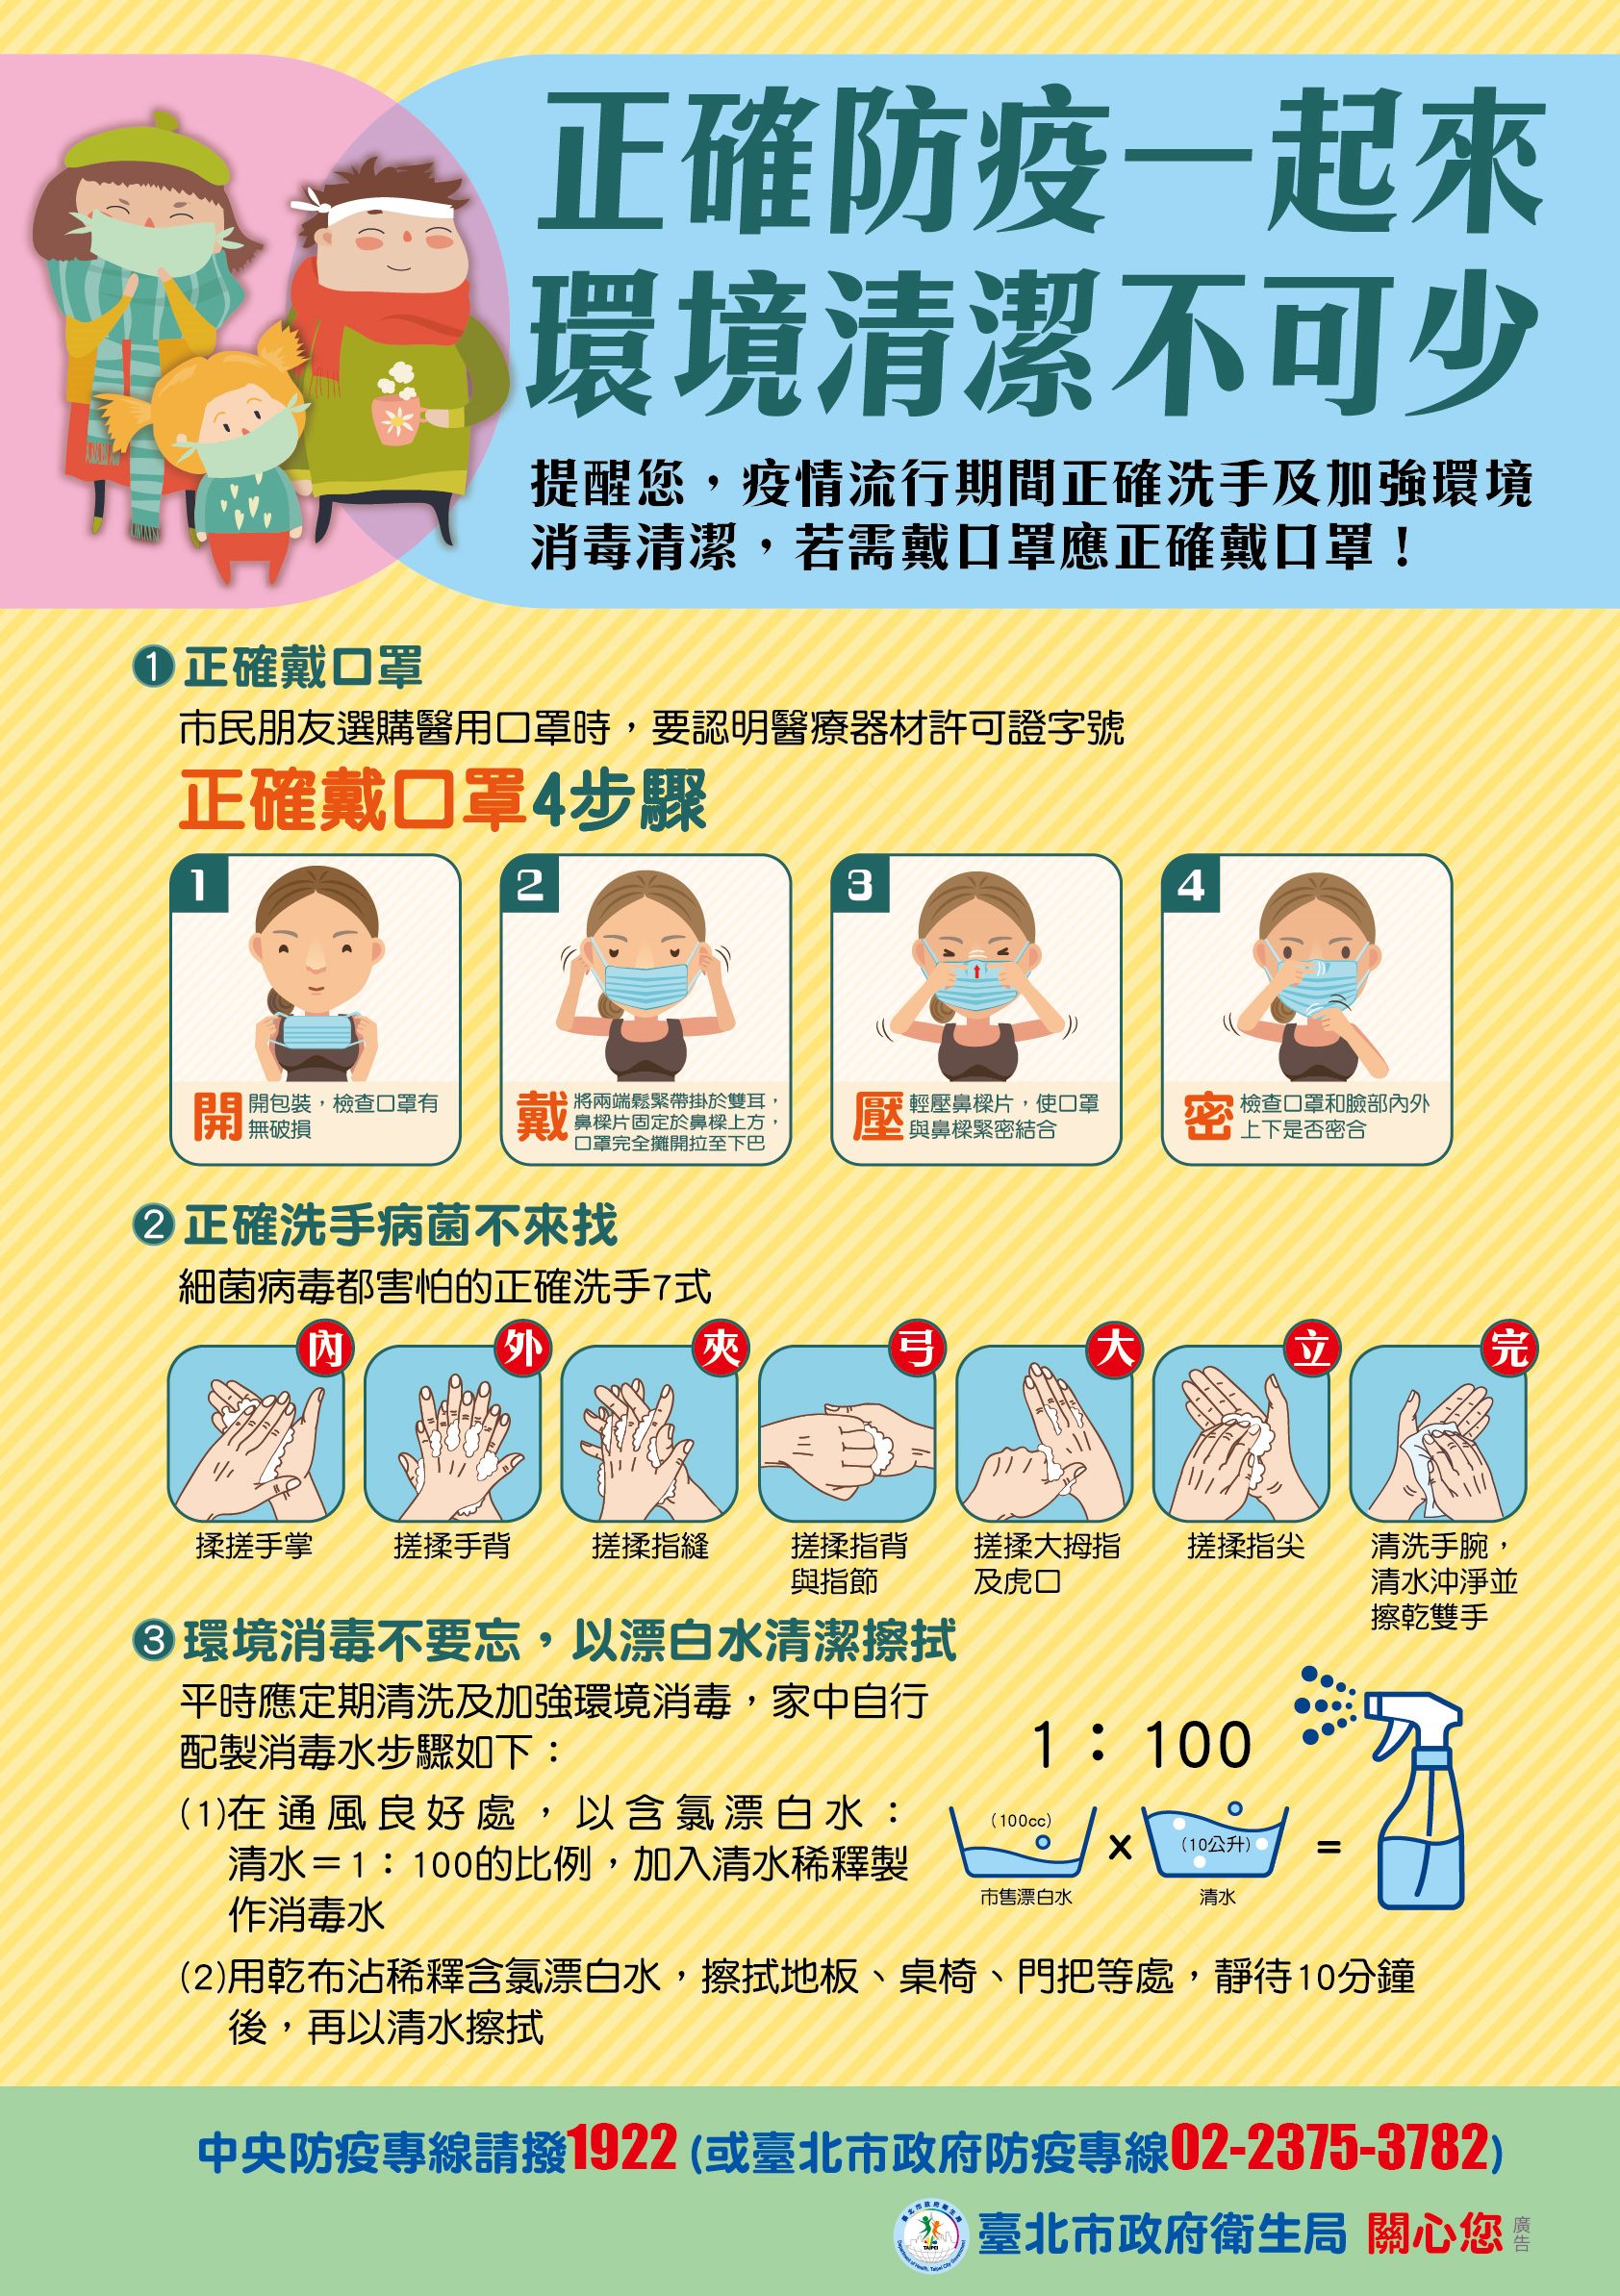 正確防疫一起來
環境清潔不可少
提醒您，疫情流行期間正確洗手及加強環境
消毒清潔，若需戴口罩應正確戴口罩！
❶正確戴口罩
市民朋友選購醫用口罩時，要認明醫療器材許可證字號
正確戴口罩4步驟
1
開 開包裝，檢查口罩有
無破損
2
戴 將兩端鬆緊帶掛於雙耳，
鼻樑片固定於鼻樑上方，
口罩完全攤開拉至下巴
3
壓 輕壓鼻樑片，使口罩
與鼻樑緊密結合
4
密 檢查口罩和臉部內外
上下是否密合
❷正確洗手病菌不來找
細菌病毒都害怕的正確洗手7式
內
揉搓手掌
外
搓揉手背
夾
搓揉指縫
弓
搓揉指背
與指節
大
搓揉大拇指
及虎口
立
搓揉指尖
完
清洗手腕，
清水沖淨並
擦乾雙手
❸環境消毒不要忘，以漂白水清潔擦拭
平時應定期清洗及加強環境消毒，家中自行
配製消毒水步驟如下：
(1)在通風良好處，以含氯漂白水：
清水＝1：100的比例，加入清水稀釋製
作消毒水
1：100
(100cc)
x
(10公升)
=
市售漂白水
清水
(2)用乾布沾稀釋含氯漂白水，擦拭地板、桌椅、門把等處，靜待10分鐘
後，再以清水擦拭
中央防疫專線請撥1922 (或臺北市政府防疫專線02-2375-3782)
臺北市政府衛生局
TAIPEI
Department of Health, Taipei City Government
臺北市政府衛生局 關心您 廣告